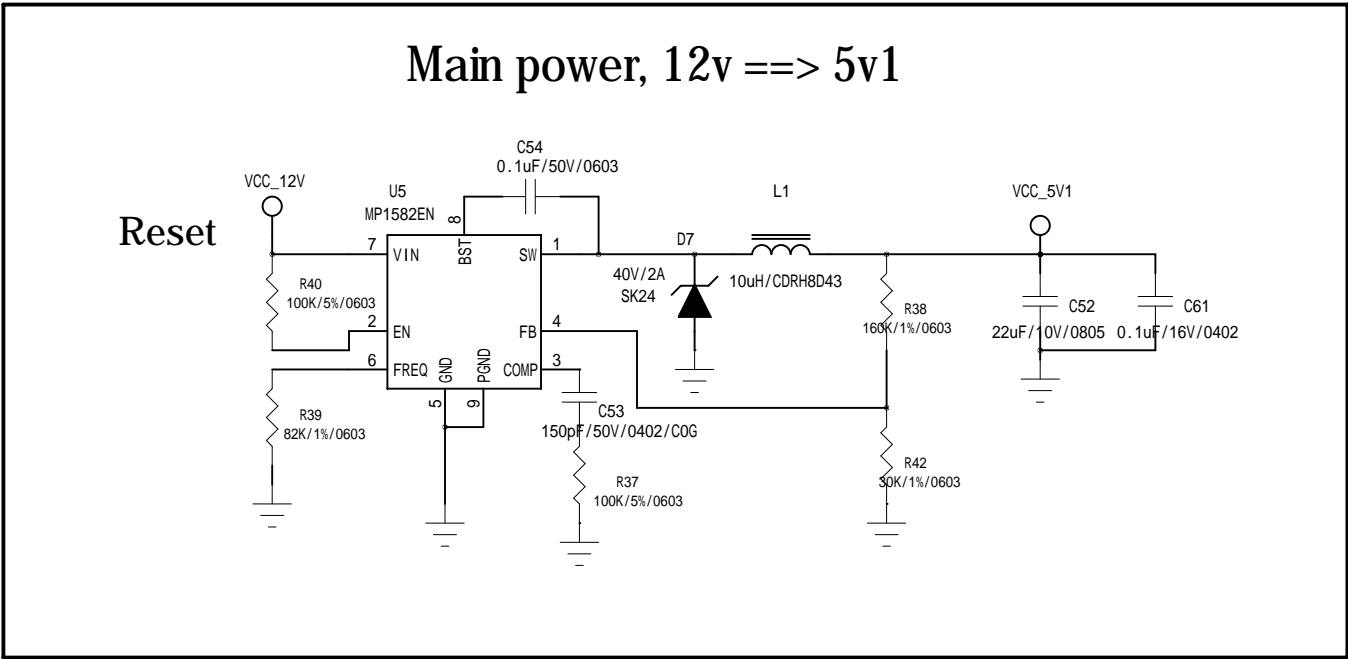 Main power, 12v ==> 5v1
C54
0.1uF/50V/0603
VCC_12V
U5
MP1582EN
L1
VCC_5V1
Reset
8
7
VIN
BST
SW
1
D7
R40
100K/5%/0603
40V/2A
SK24
10uH/CDRH8D43
R38
160K/1%/0603
C52
22uF/10V/0805
C61
0.1uF/16V/0402
2
EN
FB
4
6
FREQ
GND
PGND
COMP
3
5
9
R39
82K/1%/0603
C53
150pF/50V/0402/C0G
R37
100K/5%/0603
R42
30K/1%/0603